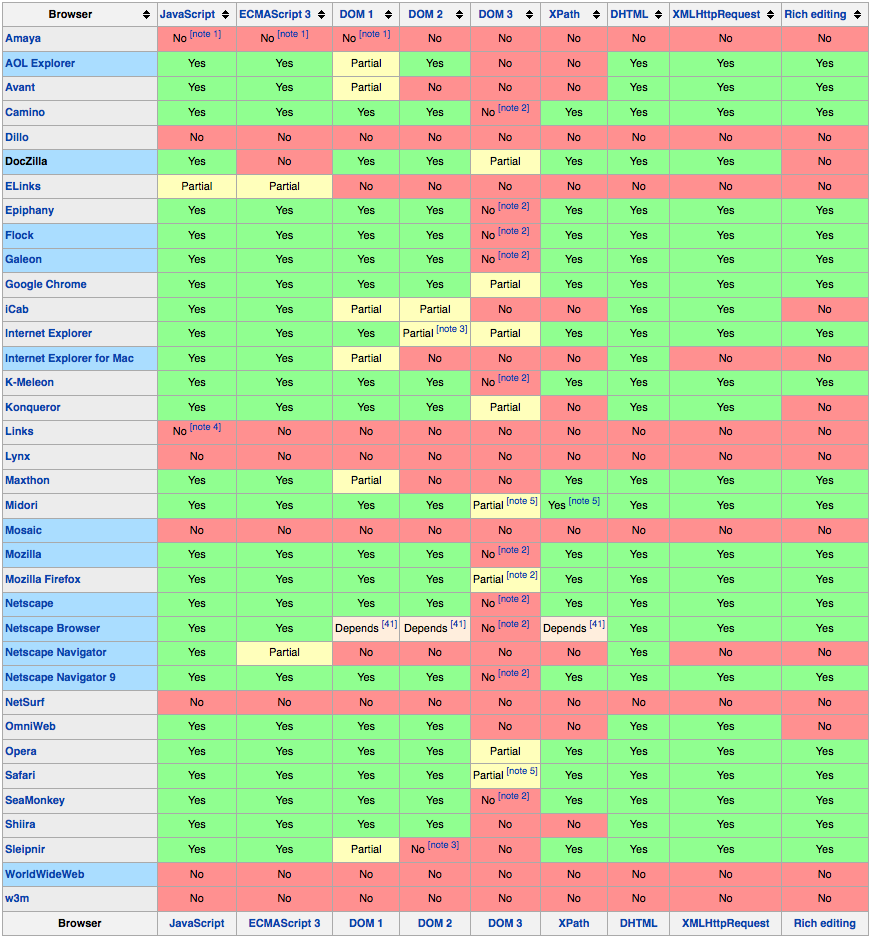 Browser JavaScript ECMAScript 3 DOM 1 DOM 2 DOM 3 XPath DHTML XMLHttpRequest Rich editing
Amaya No [note 1] No [note 1] No [note 1] No No No No No No
AOL Explorer Yes Yes Partial Yes No No Yes Yes Yes
Avant Yes Yes Partial No No No Yes Yes Yes
Camino Yes Yes Yes Yes No [note 2] Yes Yes Yes Yes
Dillo No No No No No No No No No
DocZilla Yes No Yes Yes Partial Yes Yes Yes No
ELinks Partial Partial No No No No No No No
Epiphany Yes Yes Yes Yes No [note 2] Yes Yes Yes Yes
Flock Yes Yes Yes Yes No [note 2] Yes Yes Yes Yes
Galeon Yes Yes Yes Yes No [note 2] Yes Yes Yes Yes
Google Chrome Yes Yes Yes Yes Partial Yes Yes Yes Yes
iCab Yes Yes Partial Partial No No Yes Yes No
Internet Explorer Yes Yes Yes Partial [note 3] Partial Yes Yes Yes Yes
Internet Explorer for Mac Yes Yes Partial No No No Yes No No
K-Meleon Yes Yes Yes Yes No [note 2] Yes Yes Yes Yes
Konqueror Yes Yes Yes Yes Partial No Yes Yes No
Links No [note 4] No No No No No No No No
Lynx No No No No No No No No No
Maxthon Yes Yes Partial No No Yes Yes Yes Yes
Midori Yes Yes Yes Yes Partial [note 5] Yes [note 5] Yes Yes Yes
Mosaic No No No No No No No No No
Mozilla Yes Yes Yes Yes No [note 2] Yes Yes Yes Yes
Mozilla Firefox Yes Yes Yes Yes Partial [note 2] Yes Yes Yes Yes
Netscape Yes Yes Yes Yes No [note 2] Yes Yes Yes Yes
Netscape Browser Yes Yes Depends [41] Depends [41] No [note 2] Depends [41] Yes Yes Yes
Netscape Navigator Yes Partial No No No No Yes No No
Netscape Navigator 9 Yes Yes Yes Yes No [note 2] Yes Yes Yes Yes
NetSurf No No No No No No No No No
OmniWeb Yes Yes Yes Yes No No Yes Yes No
Opera Yes Yes Yes Yes Partial Yes Yes Yes Yes
Safari Yes Yes Yes Yes Partial [note 5] Yes Yes Yes Yes
SeaMonkey Yes Yes Yes Yes No [note 2] Yes Yes Yes Yes
Shiira Yes Yes Yes Yes No No Yes Yes Yes
Sleipnir Yes Yes Partial No [note 3] No Yes Yes Yes Yes
WorldWideWeb No No No No No No No No No
w3m No No No No No No No No No
Browser JavaScript ECMAScript 3 DOM 1 DOM 2 DOM 3 XPath DHTML XMLHttpRequest Rich editing